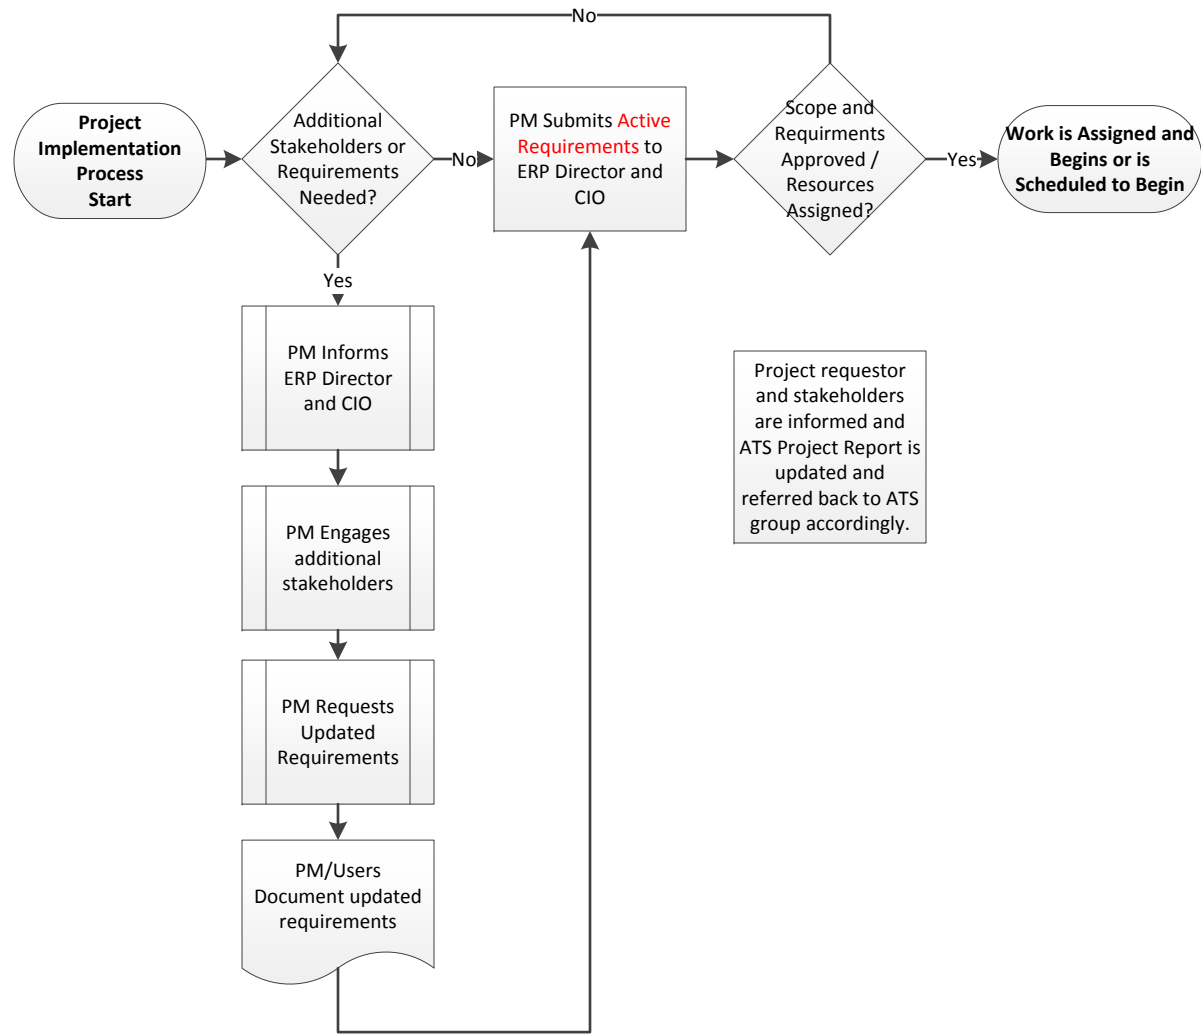 No
Project
Implementation
Process
Start
Additional
Stakeholders or
Requirements
Needed?
No
PM Submits Active
Requirements to
ERP Director and
CIO
Scope and
Requirments
Approved /
Resources
Assigned?
Yes
Work is Assigned and
Begins or is
Scheduled to Begin
Yes
PM Informs
ERP Director
and CIO
PM Engages
additional
stakeholders
PM Requests
Updated
Requirements
PM/Users
Document updated
requirements
Project requestor
and stakeholders
are informed and
ATS Project Report is
updated and
referred back to ATS
group accordingly.